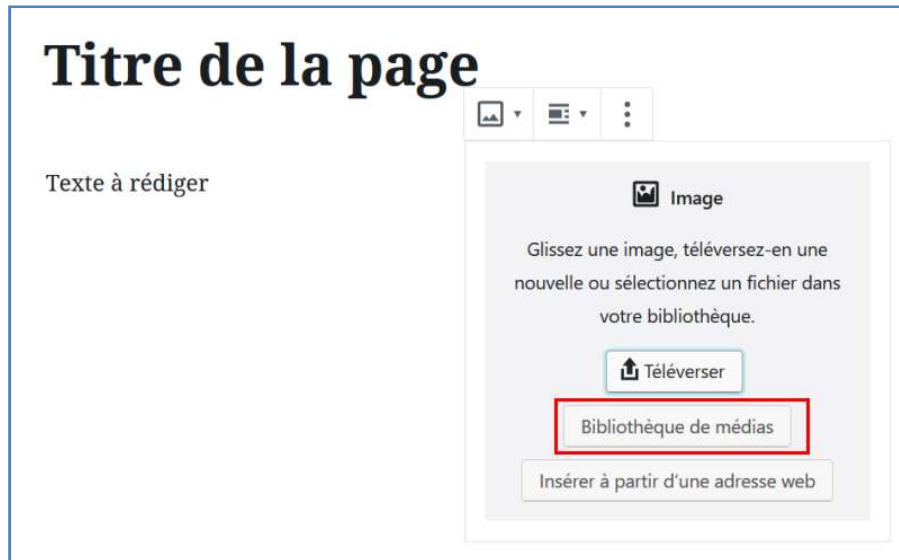 Titre de la page
Texte à rédiger
Image
Glissez une image, téléversez-en une
nouvelle ou sélectionnez un fichier dans
votre bibliothèque.
Téléverser
Bibliothèque de médias
Insérer à partir d'une adresse web